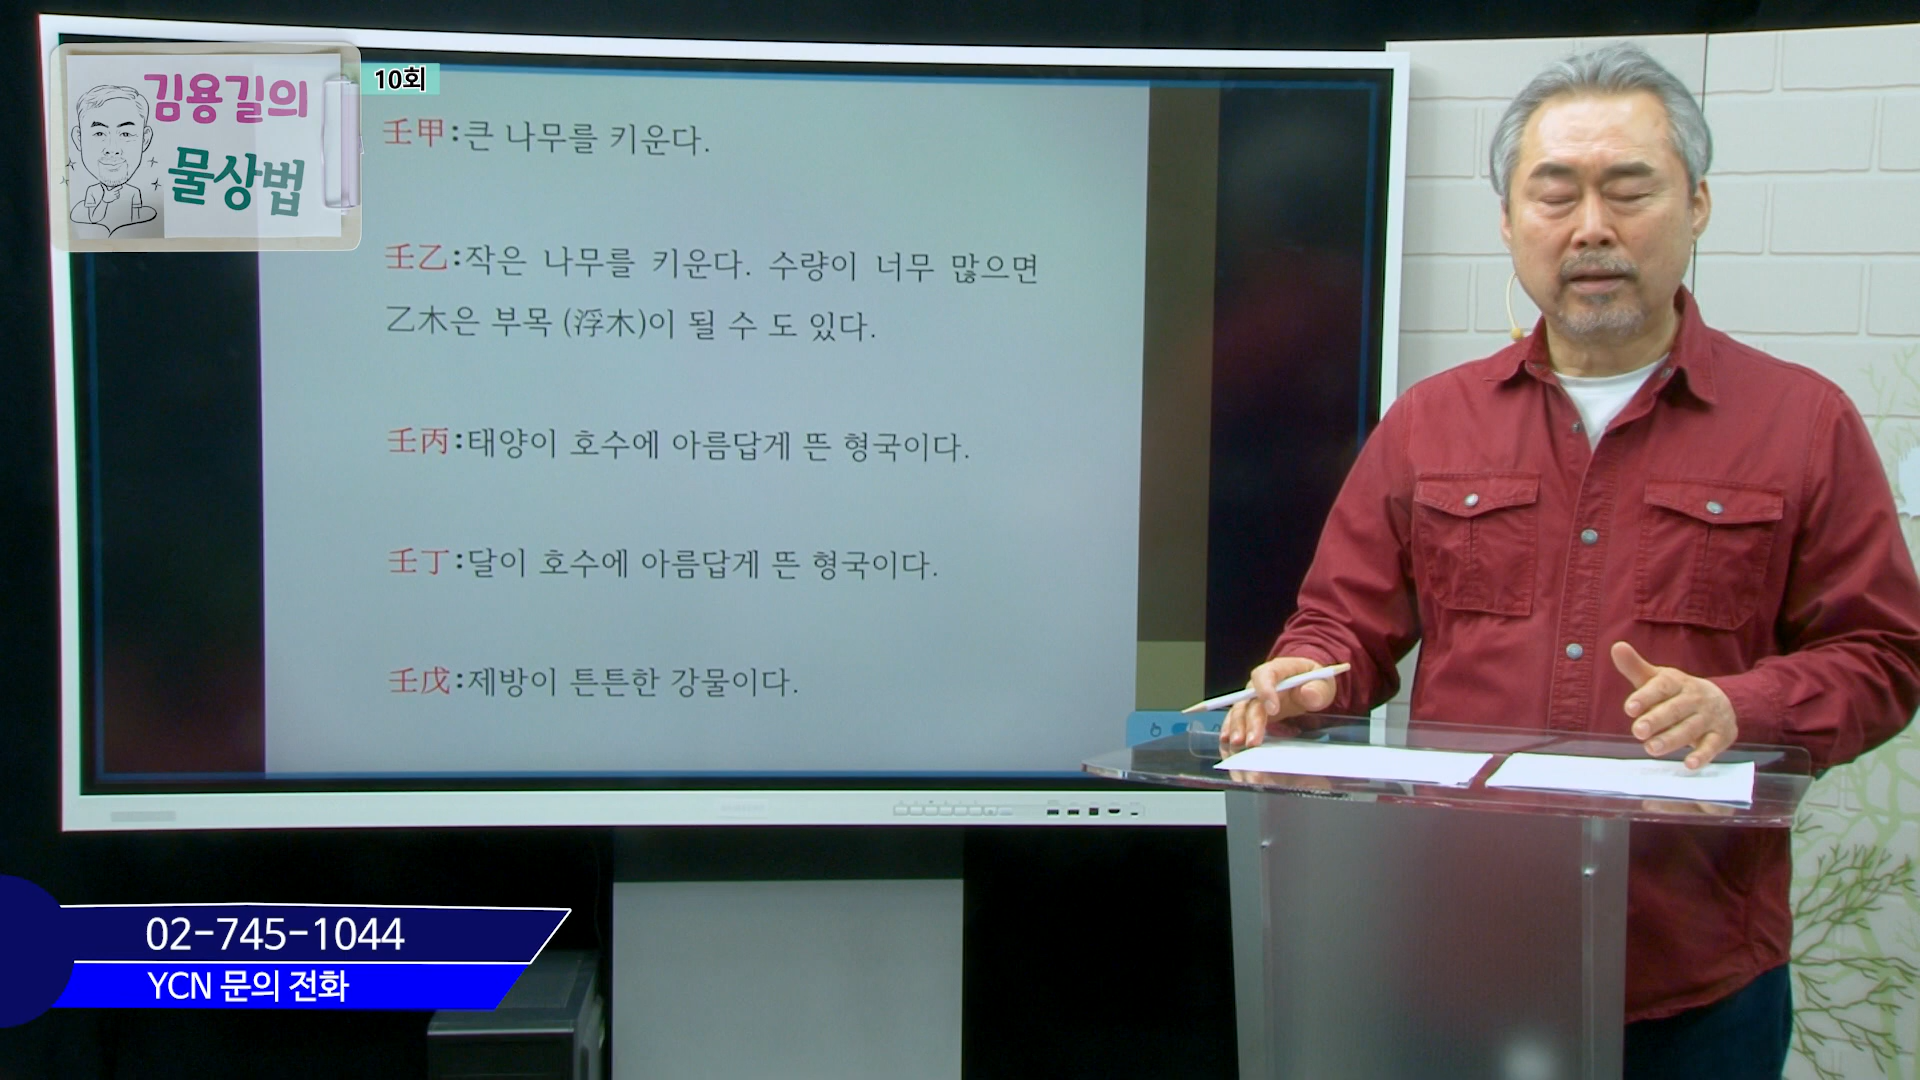 김용길의
물상법
10회
壬甲:큰 나무를 키운다.
壬乙:작은 나무를 키운다. 수량이 너무 많으면
乙木은 부목 (浮木)이 될 수 도 있다.
壬丙:태양이 호수에 아름답게 뜬 형국이다.
壬丁:달이 호수에 아름답게 뜬 형국이다.
壬戊:제방이 튼튼한 강물이다.
02-745-1044
YCN 문의 전화